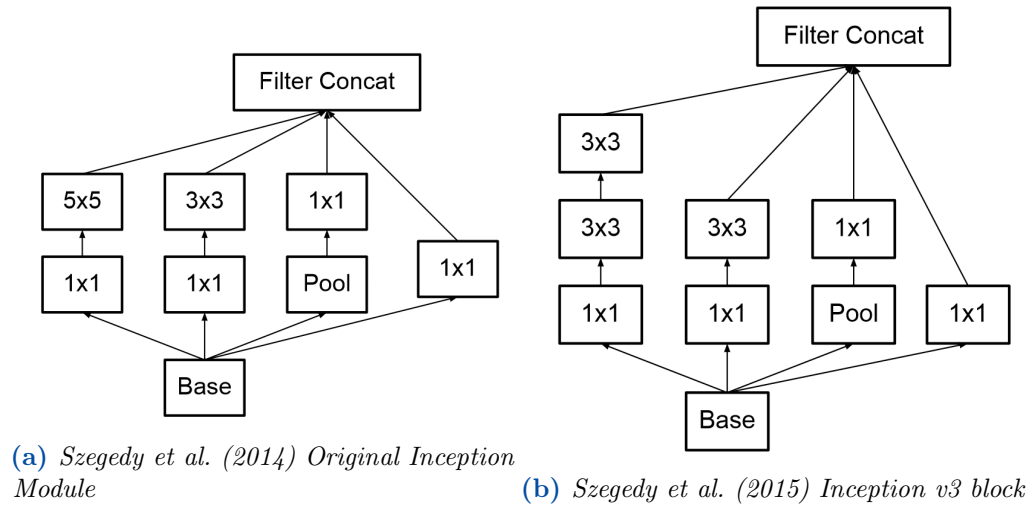 Filter Concat
5x5
3x3
1x1
1x1
1x1
Pool
1x1
Base
(a) Szegedy et al. (2014) Original Inception
Module
Filter Concat
3x3
3x3
3x3
1x1
1x1
1x1
Pool
1x1
Base
(b) Szegedy et al. (2015) Inception v3 block